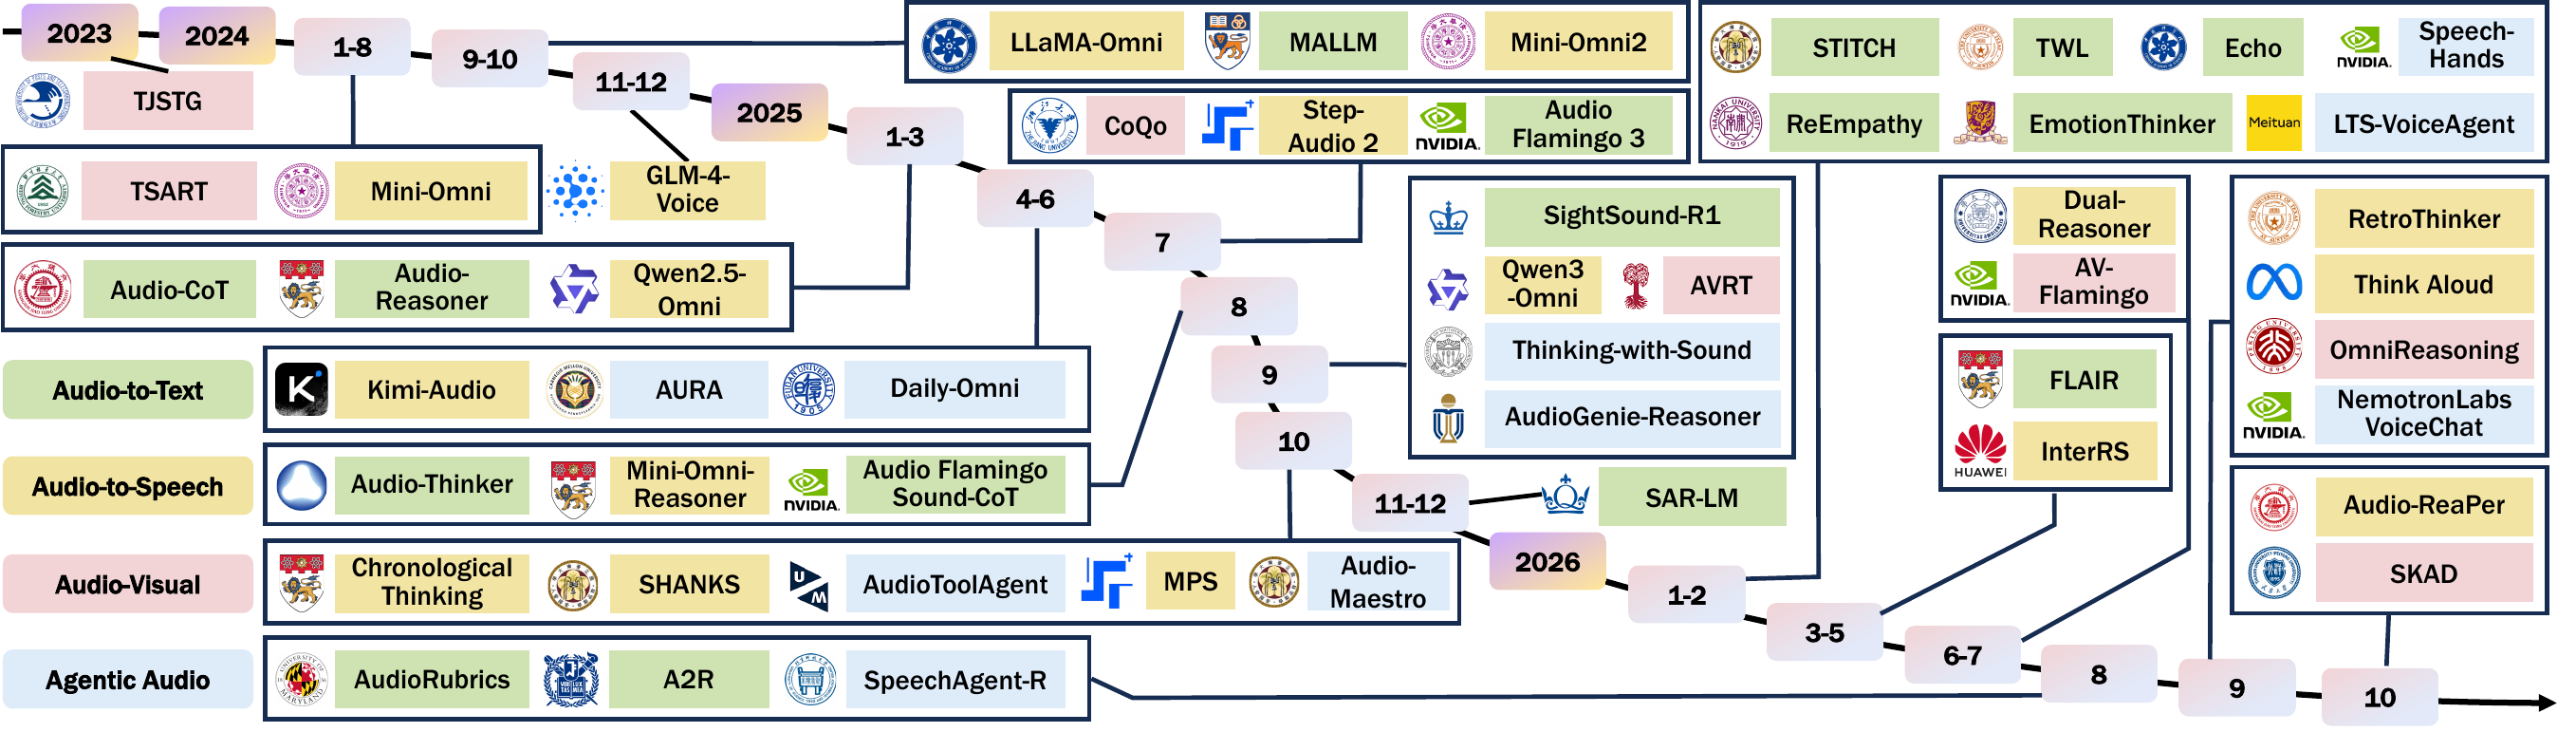 2023
2024
1-8
9-10
11-12
2025
1-3
4-6
7
8
9
10
11-12
2026
1-2
3-5
6-7
8
9
10
TJSTG
TSART
Mini-Omni
GLM-4-
Voice
LLaMA-Omni
MALLM
Mini-Omni2
CoQo
Step-
Audio 2
NVIDIA.
Audio
Flamingo 3
STITCH
TWL
Echo
NVIDIA.
Speech-
Hands
ReEmpathy
EmotionThinker
Meituan
LTS-VoiceAgent
Audio-CoT
Audio-
Reasoner
Qwen2.5-
Omni
SightSound-R1
Qwen3
-Omni
AVRT
Thinking-with-Sound
AudioGenie-Reasoner
Dual-
Reasoner
NVIDIA.
AV-
Flamingo
FLAIR
HUAWEI
InterRS
RetroThinker
Think Aloud
OmniReasoning
NVIDIA.
NemotronLabs
VoiceChat
Audio-ReaPer
SKAD
SAR-LM
Audio-to-Text
K
Kimi-Audio
AURA
Daily-Omni
Audio-to-Speech
Audio-Thinker
Mini-Omni-
Reasoner
NVIDIA.
Audio Flamingo
Sound-CoT
Audio-Visual
Chronological
Thinking
SHANKS
U
M
AudioToolAgent
MPS
Audio-
Maestro
Agentic Audio
AudioRubrics
A2R
SpeechAgent-R